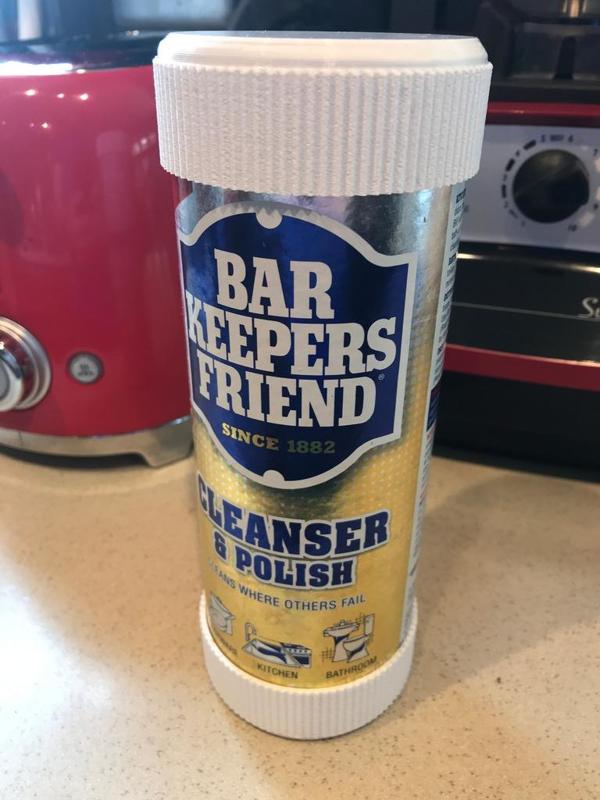 BAR
KEEPERS
FRIEND®
SINCE 1882
CLEANSER
& POLISH
WHERE OTHERS FAIL
KITCHEN
BATHROOM